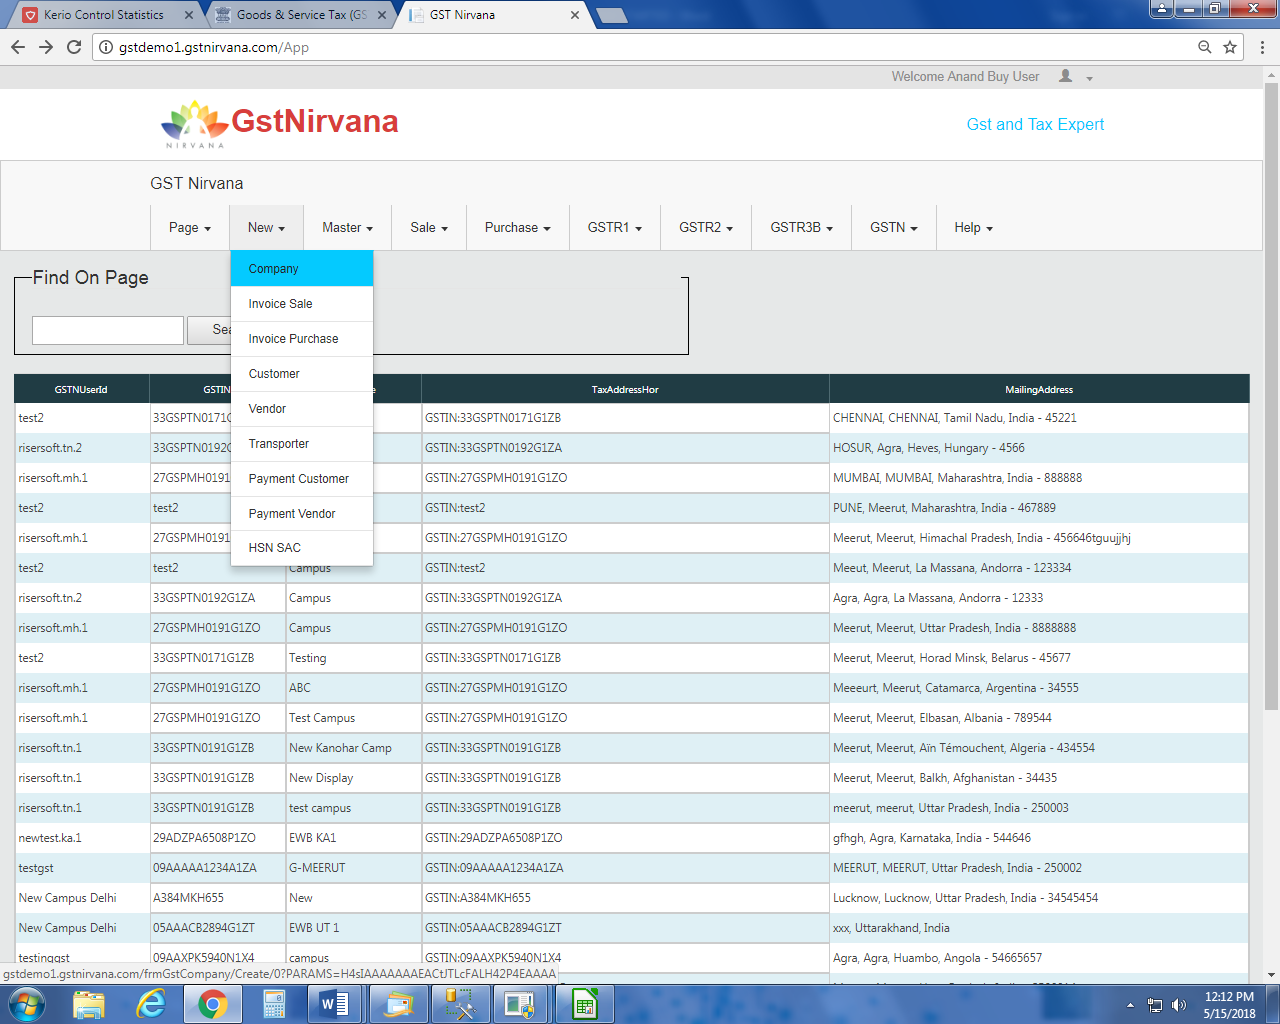 Kerio Control Statistics
Goods & Service Tax (GS
GST Nirvana
gstdemo1.gstnirvana.com/App
Welcome Anand Buy User
NIRVANA
GstNirvana
Gst and Tax Expert
GST Nirvana
Page New Master Sale Purchase GSTR1 GSTR2 GSTR3B GSTN Help
Company
Invoice Sale
Invoice Purchase
Customer
Vendor
Transporter
Payment Customer
Payment Vendor
HSN SAC
Find On Page
GSTNUserId TaxAddressHor MailingAddress
test2 GSTIN:33GSPTN0171G1ZB CHENNAI, CHENNAI, Tamil Nadu, India - 45221
risersoft.tn.2 GSTIN:33GSPTN0192G1ZA HOSUR, Agra, Heves, Hungary - 4566
risersoft.mh.1 27GSPMH0191 GSTIN:27GSPMH0191G1ZO MUMBAI, MUMBAI, Maharashtra, India - 888888
test2 test2 GSTIN:test2 PUNE, Meerut, Maharashtra, India - 467889
risersoft.mh.1 27GSPMH0191 GSTIN:27GSPMH0191G1ZO Meerut, Meerut, Himachal Pradesh, India - 456646tguujjhj
test2 test2 Campus GSTIN:test2 Meeut, Meerut, La Massana, Andorra - 123334
risersoft.tn.2 33GSPTN0192G1ZA Campus GSTIN:33GSPTN0192G1ZA Agra, Agra, La Massana, Andorra - 12333
risersoft.mh.1 27GSPMH0191G1ZO Campus GSTIN:27GSPMH0191G1ZO Meerut, Meerut, Uttar Pradesh, India - 8888888
test2 33GSPTN0171G1ZB Testing GSTIN:33GSPTN0171G1ZB Meerut, Meerut, Horad Minsk, Belarus - 45677
risersoft.mh.1 27GSPMH0191G1ZO ABC GSTIN:27GSPMH0191G1ZO Meeeurt, Meerut, Catamarca, Argentina - 34555
risersoft.mh.1 27GSPMH0191G1ZO Test Campus GSTIN:27GSPMH0191G1ZO Meerut, Meerut, Elbasan, Albania - 789544
risersoft.tn.1 33GSPTN0191G1ZB New Kanohar Camp GSTIN:33GSPTN0191G1ZB Meerut, Meerut, Aïn Témouchent, Algeria - 434554
risersoft.tn.1 33GSPTN0191G1ZB New Display GSTIN:33GSPTN0191G1ZB Meerut, Meerut, Balkh, Afghanistan - 34435
risersoft.tn.1 33GSPTN0191G1ZB test campus GSTIN:33GSPTN0191G1ZB meerut, meerut, Uttar Pradesh, India - 250003
newtest.ka.1 29ADZPA6508P1ZO EWB KA1 GSTIN:29ADZPA6508P1ZO gfhgh, Agra, Karnataka, India - 544646
testgst 09AAAAA1234A1ZA G-MEERUT GSTIN:09AAAAA1234A1ZA MEERUT, MEERUT, Uttar Pradesh, India - 250002
New Campus Delhi A384MKH655 New GSTIN:A384MKH655 Lucknow, Lucknow, Uttar Pradesh, India - 34545454
New Campus Delhi 05AAACB2894G1ZT EWB UT 1 GSTIN:05AAACB2894G1ZT xxx, Uttarakhand, India
testinggst 09AAXPK5940N1X4 campus GSTIN:09AAXPK5940N1X4 Agra, Agra, Huambo, Angola - 54665657
gstdemo1.gstnirvana.com/frmGstCompany/Create/0?PARAMS=H4sIAAAAAAAEACtJTLcFALH42P4EAAAA
12:12 PM
5/15/2018